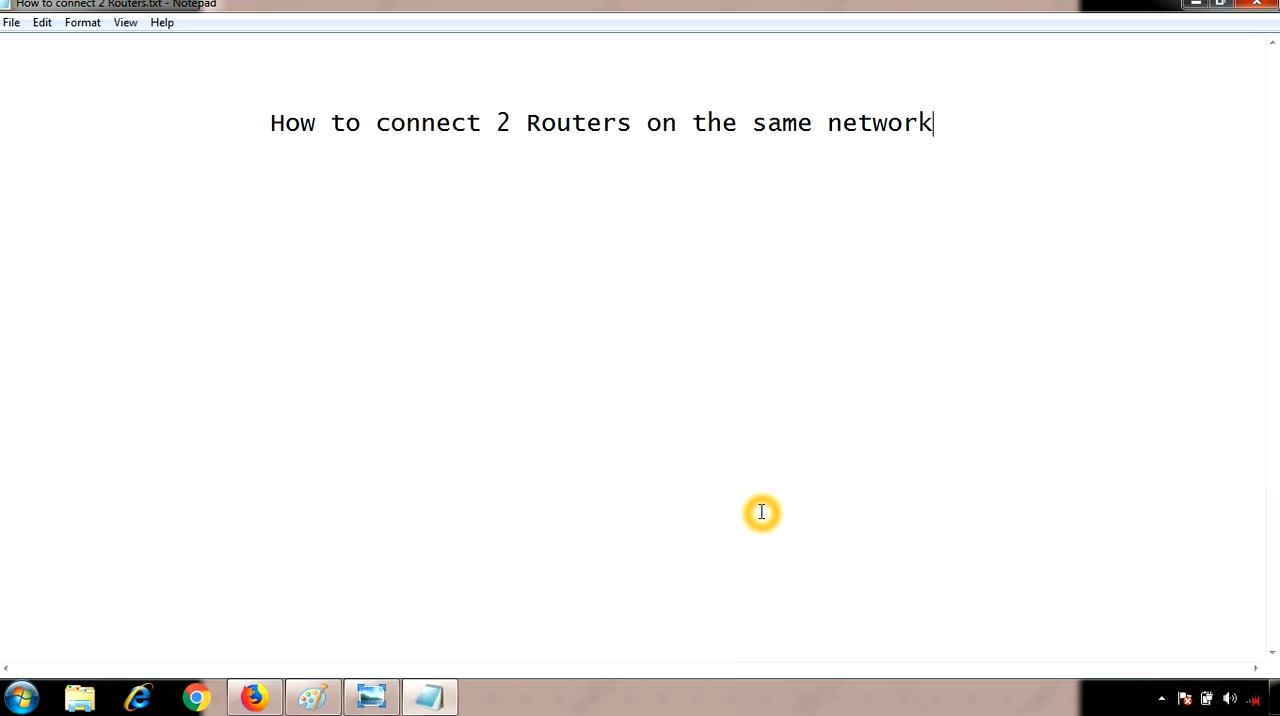 How to connect 2 Routers.txt - Notepad
File Edit Format View Help
How to connect 2 Routers on the same network